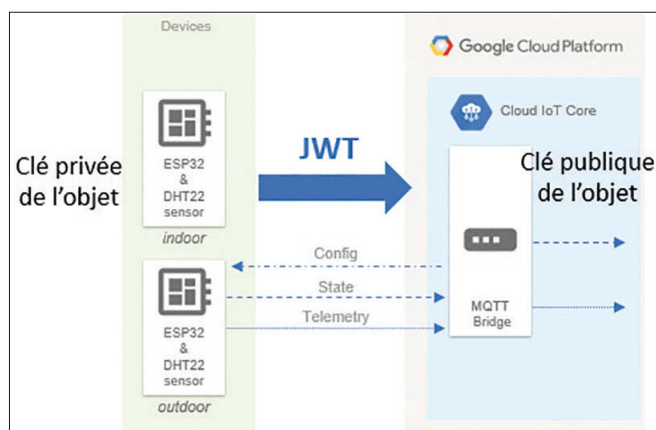 Devices
Google Cloud Platform
Cloud IoT Core
Clé privée
de l'objet
ESP32
&
DHT22
sensor
indoor
JWT
Clé publique
de l'objet
Config
State
Telemetry
MQTT
Bridge
ESP32
&
DHT22
sensor
outdoor